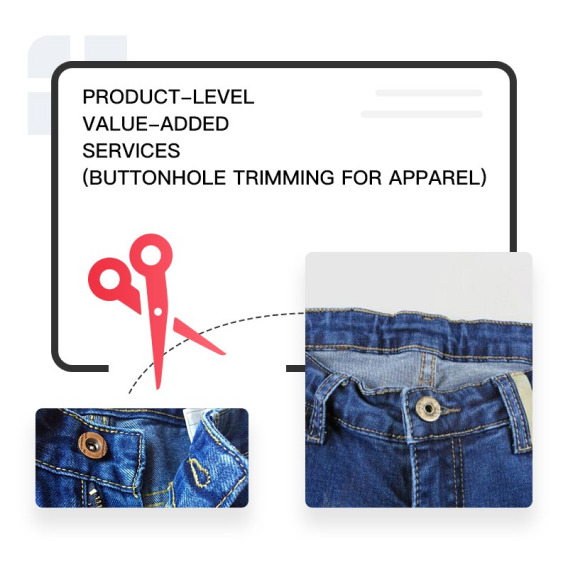 PRODUCT–LEVEL
VALUE–ADDED
SERVICES
(BUTTONHOLE TRIMMING FOR APPAREL)